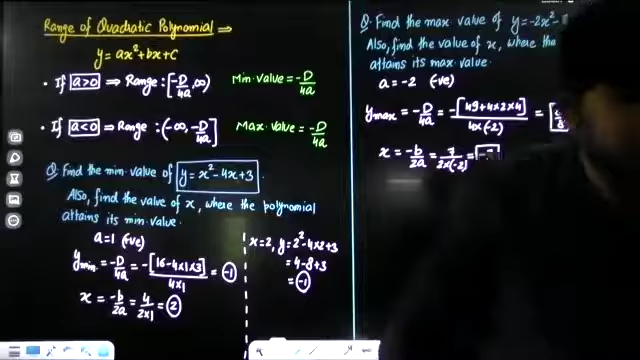 Range of Quadratic Polynomial ⇒
y = ax² + bx + c
• If a>0 ⇒ Range : [-D/4a, ∞) Min. Value = -D/4a
• If a<0 ⇒ Range : (-∞, -D/4a] Max. Value = -D/4a
Q. Find the min. value of y = x² - 4x + 3
Also, find the value of x, where the polynomial
attains its min. value.
a = 1 (+ve)
y min. = -D/4a = -[16 - 4×1×3]/4×1 = -1
x = -b/2a = 4/2×1 = 2
x = 2, y = 2² - 4×2 + 3
= 4 - 8 + 3
= -1
Q. Find the max. value of y = -2x² -
Also, find the value of x, where the
attains its max. value.
a = -2 (-ve)
y max = -D/4a = -[49 + 4×2×4]/4×(-2) =
x = -b/2a = 7/2×(-2) =